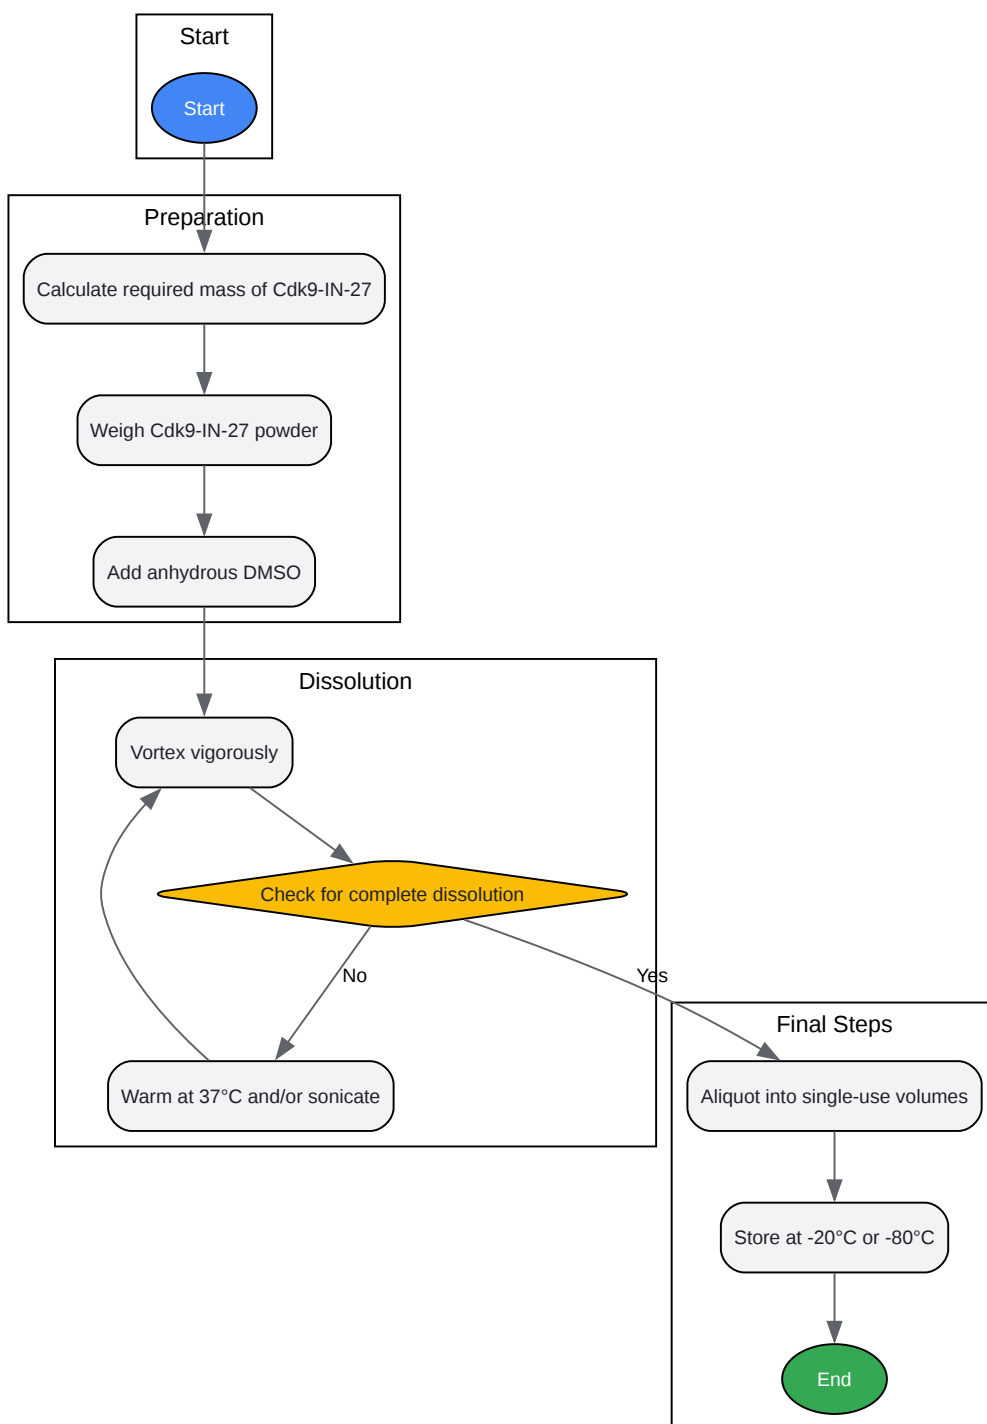 Start
Start
Preparation
Calculate required mass of Cdk9-IN-27
Weigh Cdk9-IN-27 powder
Add anhydrous DMSO
Dissolution
Vortex vigorously
Check for complete dissolution
No
Yes
Warm at 37°C and/or sonicate
Final Steps
Aliquot into single-use volumes
Store at -20°C or -80°C
End